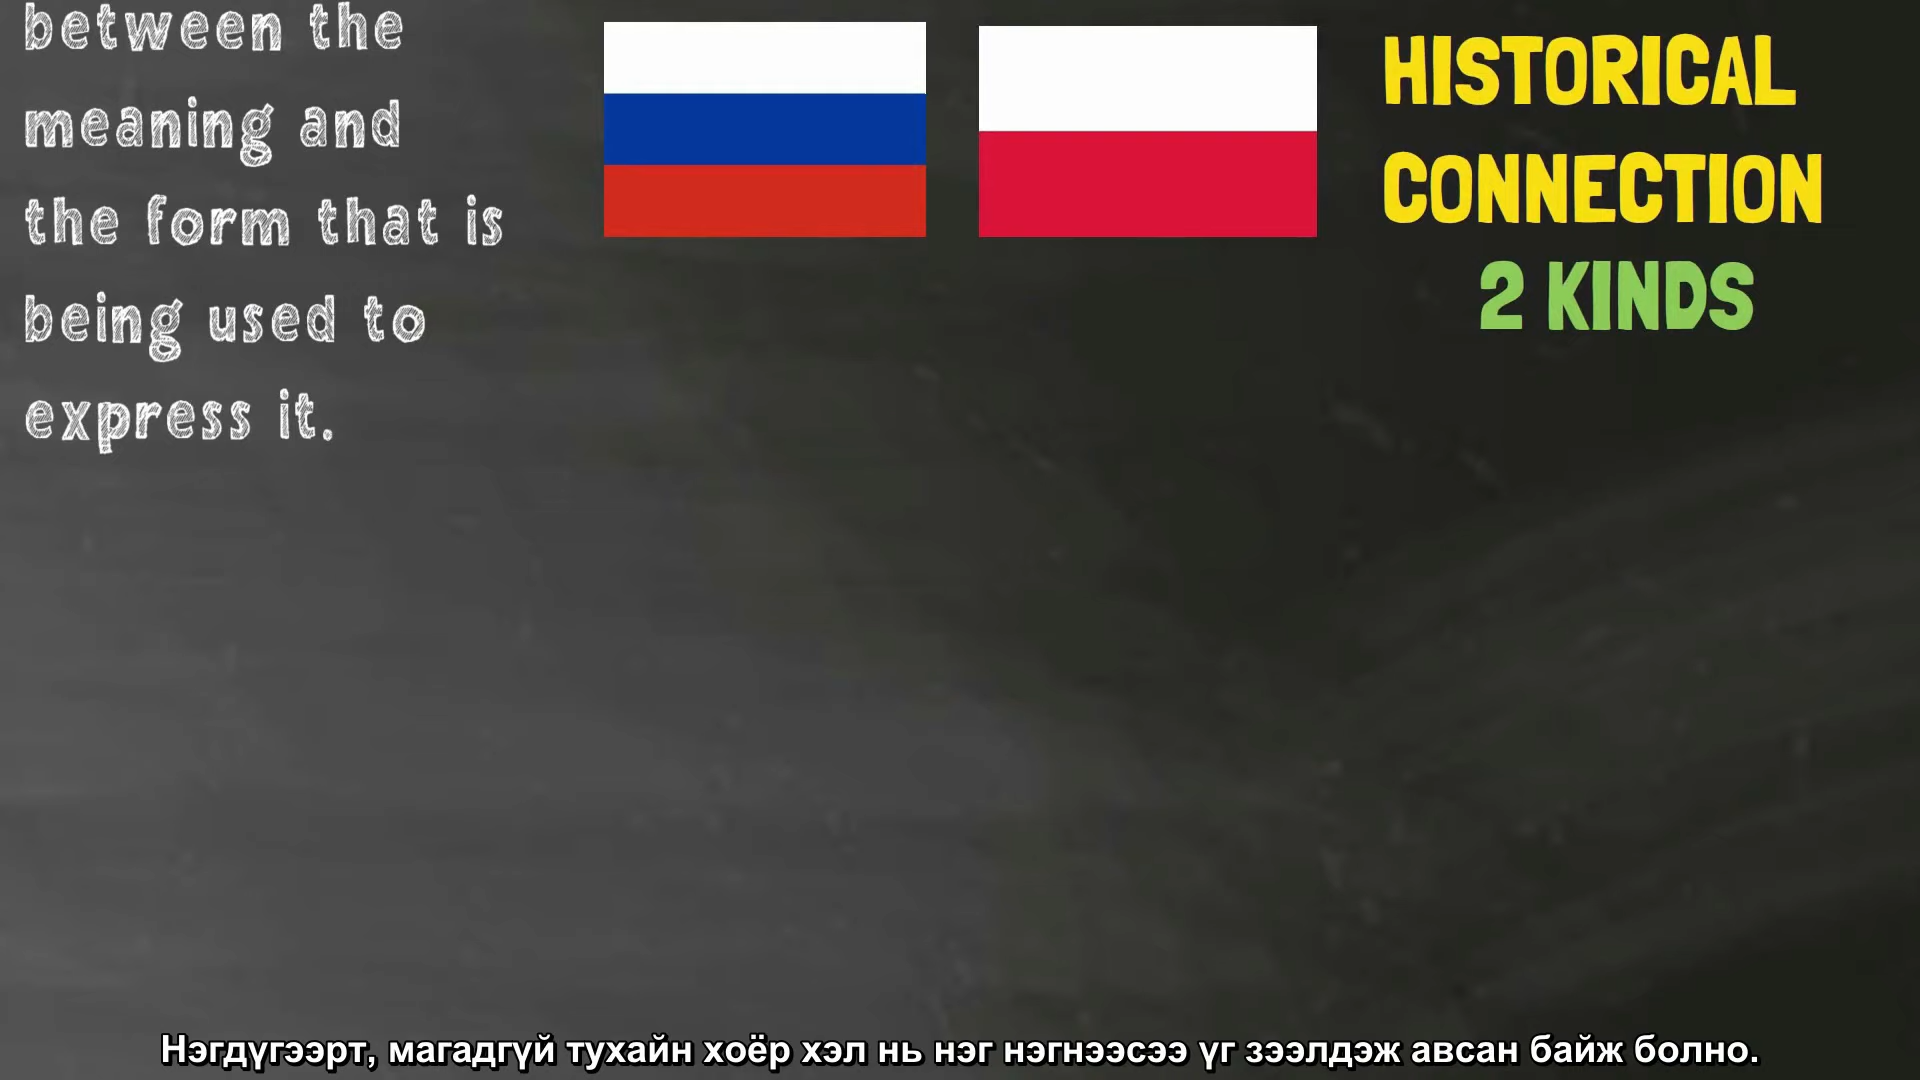 between the
meaning and
the form that is
being used to
express it.
HISTORICAL
CONNECTION
2 KINDS
Нэгдүгээрт, магадгүй тухайн хоёр хэл нь нэг нэгнээсээ үг зээлдэж авсан байж болно.